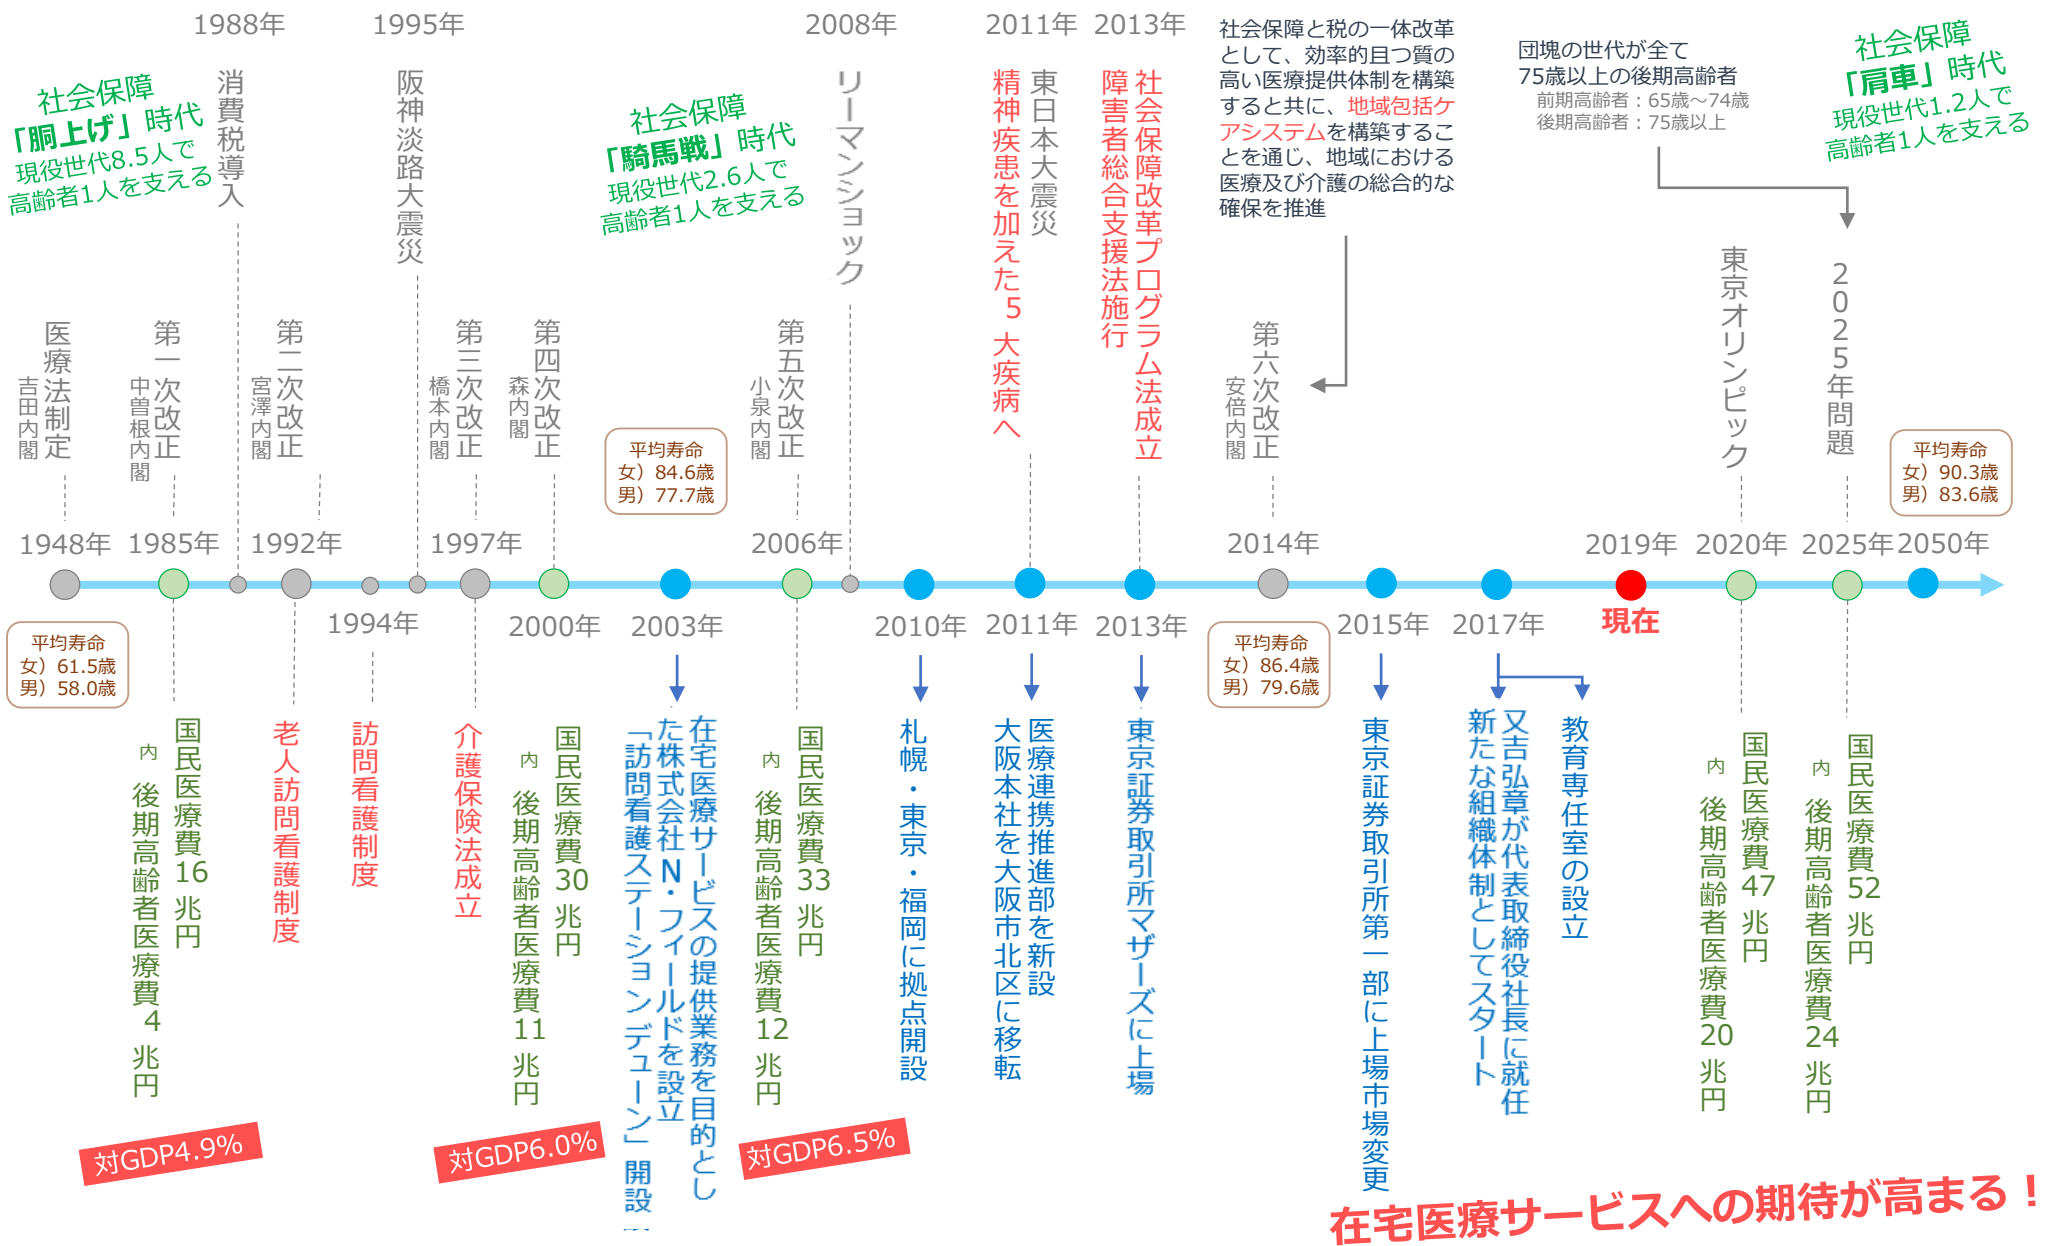 1988年
1995年
2008年
2011年
2013年
社会保障
「胴上げ」時代
現役世代8.5人で
高齢者1人を支える
消費税導入
阪神淡路大震災
社会保障
「騎馬戦」時代
現役世代2.6人で
高齢者1人を支える
リーマンショック
東日本大震災
精神疾患を加えた5大疾病へ
社会保障改革プログラム法成立
障害者総合支援法施行
社会保障と税の一体改革
として、効率的且つ質の
高い医療提供体制を構築
すると共に、地域包括ケ
アシステムを構築するこ
とを通じ、地域における
医療及び介護の総合的な
確保を推進
団塊の世代が全て
75歳以上の後期高齢者
前期高齢者：65歳～74歳
後期高齢者：75歳以上
社会保障
「肩車」時代
現役世代1.2人で
高齢者1人を支える
医療法制定
吉田内閣
第一次改正
中曽根内閣
第二次改正
宮澤内閣
第三次改正
橋本内閣
第四次改正
森内閣
平均寿命
女）84.6歳
男）77.7歳
第五次改正
小泉内閣
第六次改正
安倍内閣
東京オリンピック
2025年問題
平均寿命
女）90.3歳
男）83.6歳
1948年
1985年
1992年
1997年
2006年
2014年
2019年
2020年
2025年
2050年
1994年
2000年
2003年
2010年
2011年
2013年
2015年
2017年
現在
平均寿命
女）61.5歳
男）58.0歳
平均寿命
女）86.4歳
男）79.6歳
国民医療費16兆円
内 後期高齢者医療費4兆円
老人訪問看護制度
訪問看護制度
介護保険法成立
国民医療費30兆円
内 後期高齢者医療費11兆円
在宅医療サービスの提供業務を目的とし
た株式会社N・フィールドを設立
「訪問看護ステーションデューン」開設
国民医療費33兆円
内 後期高齢者医療費12兆円
札幌・東京・福岡に拠点開設
医療連携推進部を新設
大阪本社を大阪市北区に移転
東京証券取引所マザーズに上場
東京証券取引所第一部に上場市場変更
又吉弘章が代表取締役社長に就任
新たな組織体制としてスタート
教育専任室の設立
国民医療費47兆円
内 後期高齢者医療費20兆円
国民医療費52兆円
内 後期高齢者医療費24兆円
対GDP4.9%
対GDP6.0%
対GDP6.5%
在宅医療サービスへの期待が高まる！